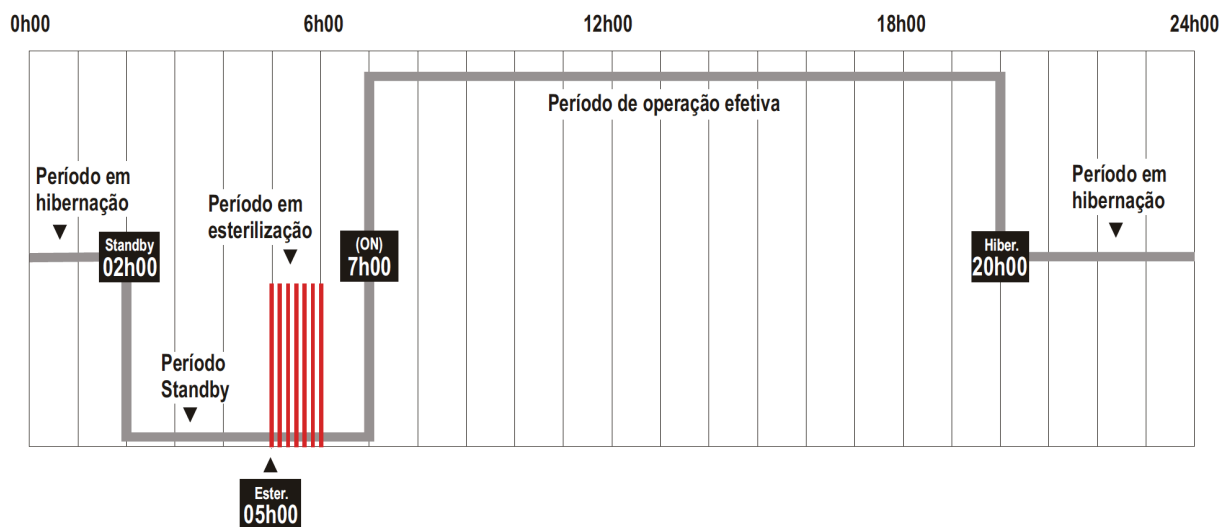 0h00 6h00 12h00 18h00 24h00
Período de operação efetiva
Período em
hibernação
Período em
esterilização
Período em
hibernação
Standby
02h00
(ON)
7h00
Hiber.
20h00
Período
Standby
Ester.
05h00